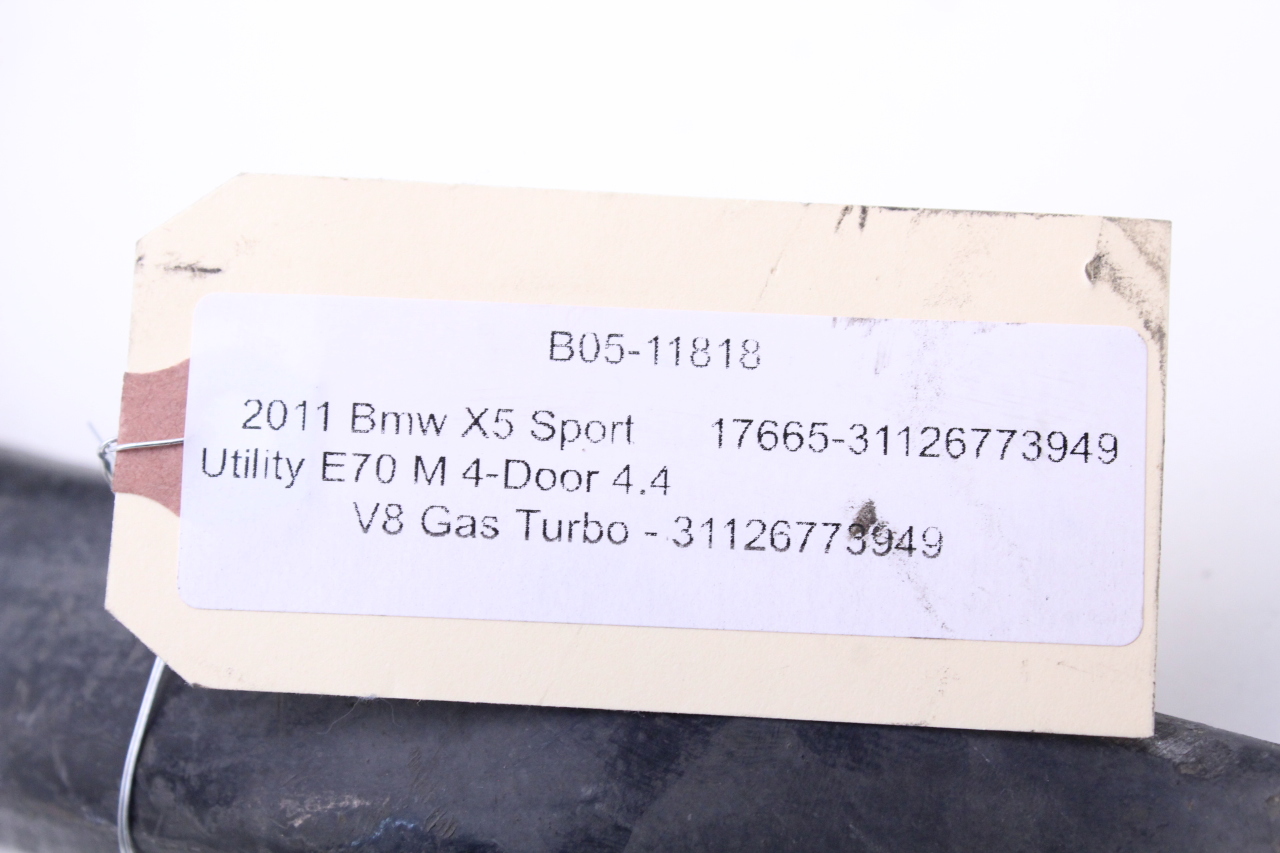 B05-11818
2011 Bmw X5 Sport 17665-31126773949
Utility E70 M 4-Door 4.4
V8 Gas Turbo - 31126773949